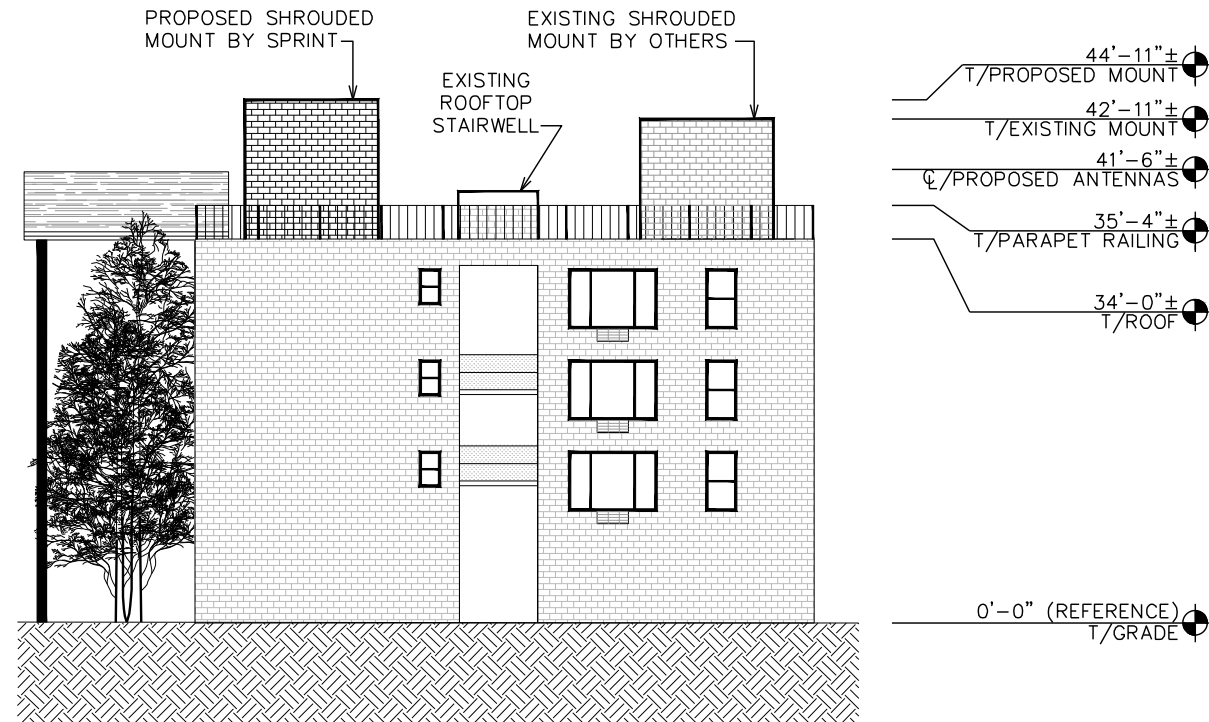 PROPOSED SHROUDED
MOUNT BY SPRINT
EXISTING SHROUDED
MOUNT BY OTHERS
EXISTING
ROOFTOP
STAIRWELL
44'-11"±
T/PROPOSED MOUNT
42'-11"±
T/EXISTING MOUNT
41'-6"±
℄/PROPOSED ANTENNAS
35'-4"±
T/PARAPET RAILING
34'-0"±
T/ROOF
0'-0" (REFERENCE)
T/GRADE